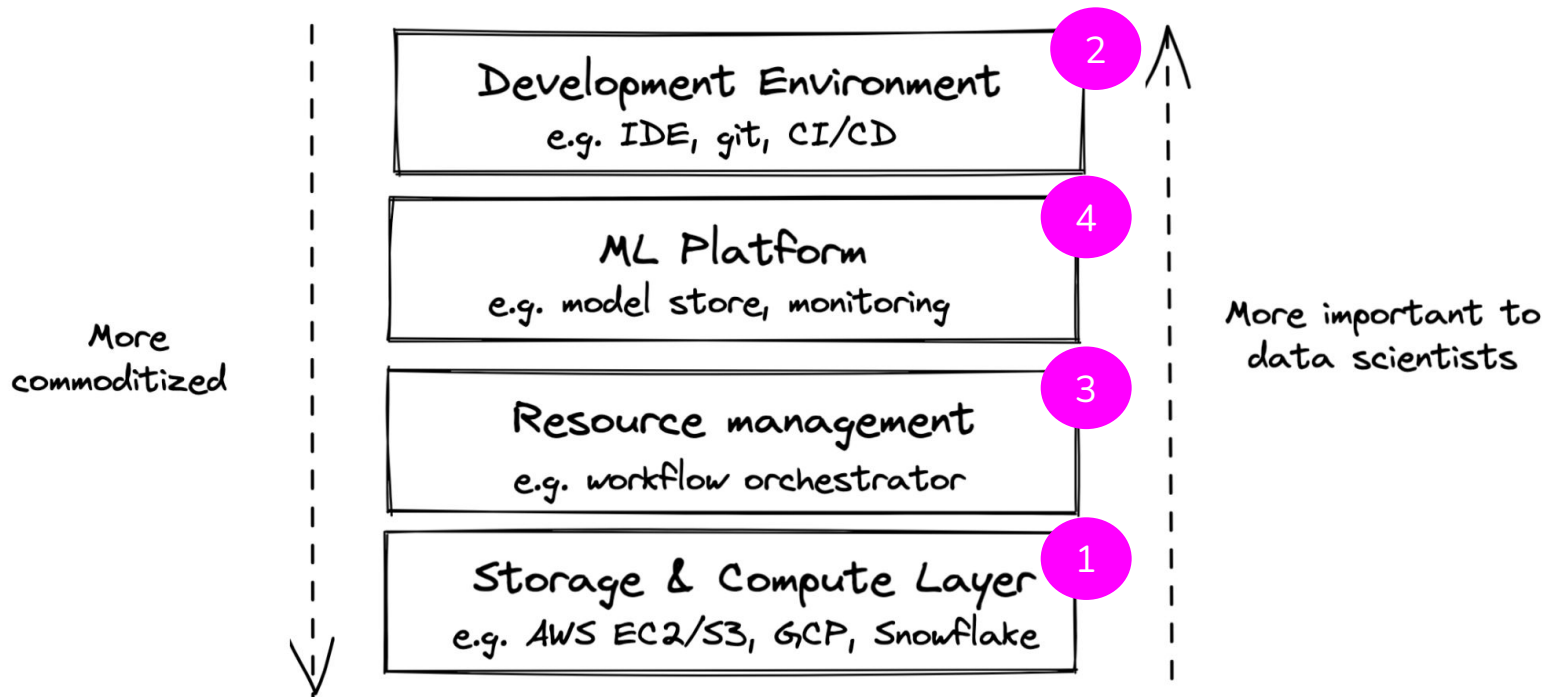 2
Development Environment
e.g. IDE, git, CI/CD
4
ML Platform
e.g. model store, monitoring
More
commoditized
More important to
data scientists
3
Resource management
e.g. workflow orchestrator
1
Storage & Compute Layer
e.g. AWS EC2/S3, GCP, Snowflake